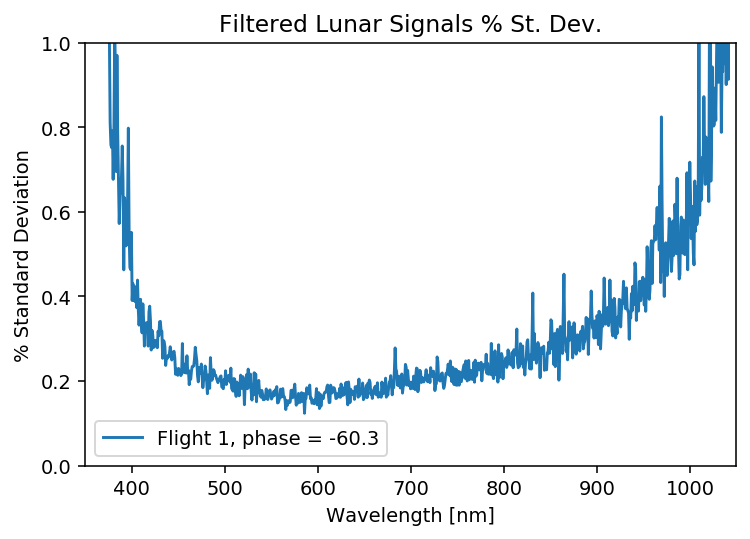 Filtered Lunar Signals % St. Dev.
% Standard Deviation
1.0
0.8
0.6
0.4
0.2
0.0
Flight 1, phase = -60.3
400 500 600 700 800 900 1000
Wavelength [nm]